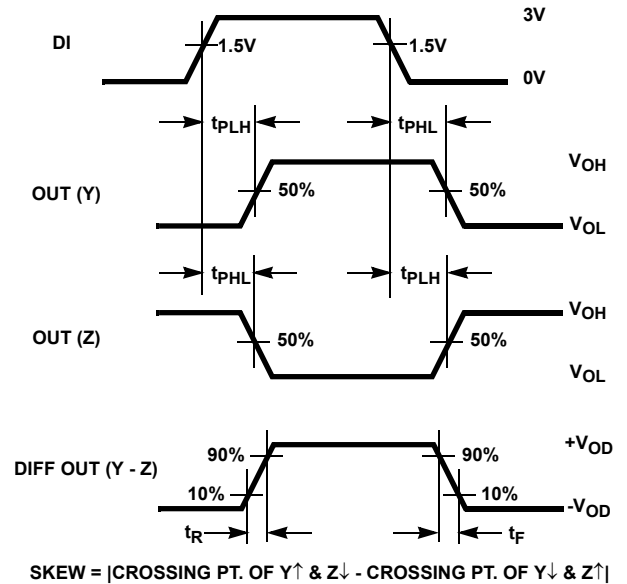 3V
DI
1.5V
1.5V
0V
tPLH
tPHL
VOH
OUT (Y)
50%
50%
VOL
tPHL
tPLH
VOH
OUT (Z)
50%
50%
VOL
+VOD
90%
90%
DIFF OUT (Y - Z)
10%
10%
-VOD
tR
tF
SKEW = |CROSSING PT. OF Y↑ & Z↓ - CROSSING PT. OF Y↓ & Z↑|